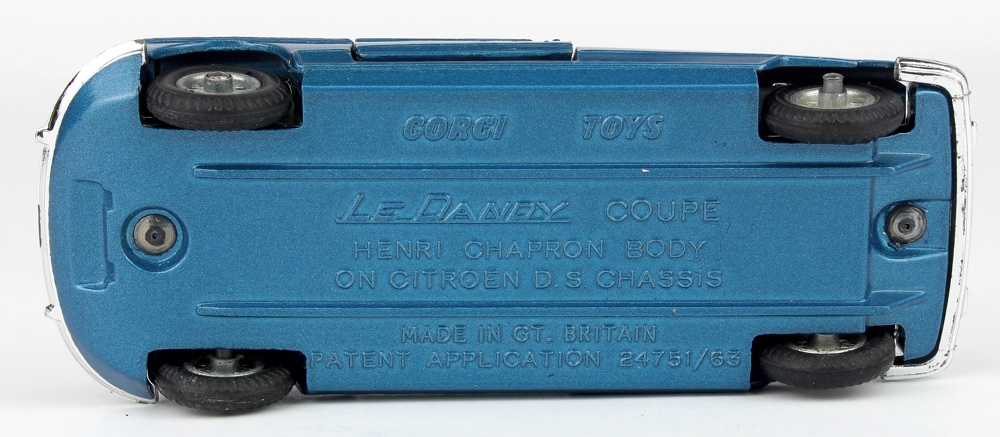 CORGI TOYS
LE DANDY COUPE
HENRI CHAPRON BODY
ON CITROEN D.S. CHASSIS
MADE IN GT. BRITAIN
PATENT APPLICATION 24751/63